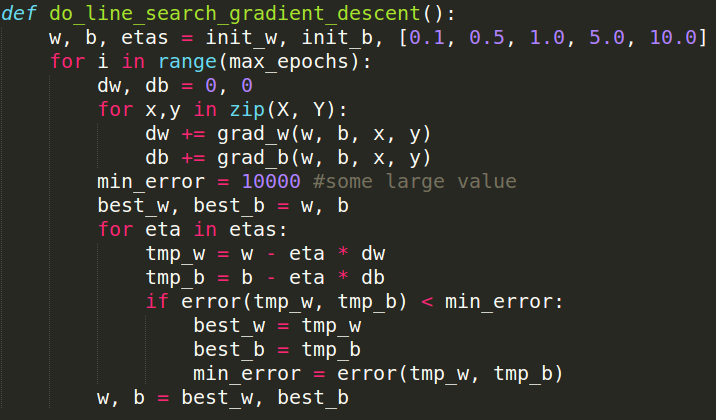 def do_line_search_gradient_descent():
    w, b, etas = init_w, init_b, [0.1, 0.5, 1.0, 5.0, 10.0]
    for i in range(max_epochs):
        dw, db = 0, 0
        for x,y in zip(X, Y):
            dw += grad_w(w, b, x, y)
            db += grad_b(w, b, x, y)
        min_error = 10000 #some large value
        best_w, best_b = w, b
        for eta in etas:
            tmp_w = w - eta * dw
            tmp_b = b - eta * db
            if error(tmp_w, tmp_b) < min_error:
                best_w = tmp_w
                best_b = tmp_b
                min_error = error(tmp_w, tmp_b)
        w, b = best_w, best_b